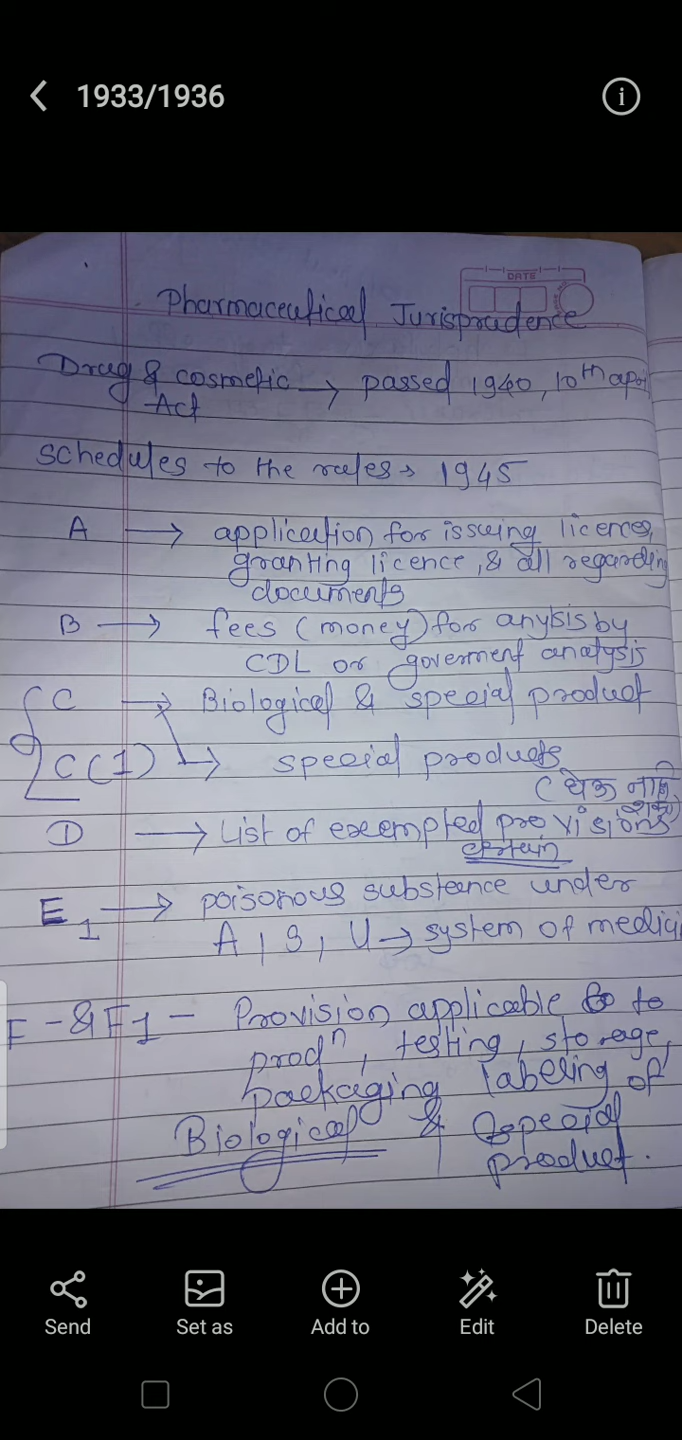 1933/1936
DATE
Pharmaceutical Jurisprudence
Drug & cosmetic → passed 1940, 10th apri
Act
schedules to the rules → 1945
A → application for issuing licences,
granting licence, & all regarding
documents
B → fees (money) for anylsis by
CDL or goverment analysis
C → Biological & special product
C(1) → special products
D → List of exempted provisions
certain
E1 → poisonous substance under
A, S, U → system of medici
F - & F1 - Provision applicable to
prodn, testing, storage,
packaging labeling of
Biological & special
product.
Send Set as Add to Edit Delete